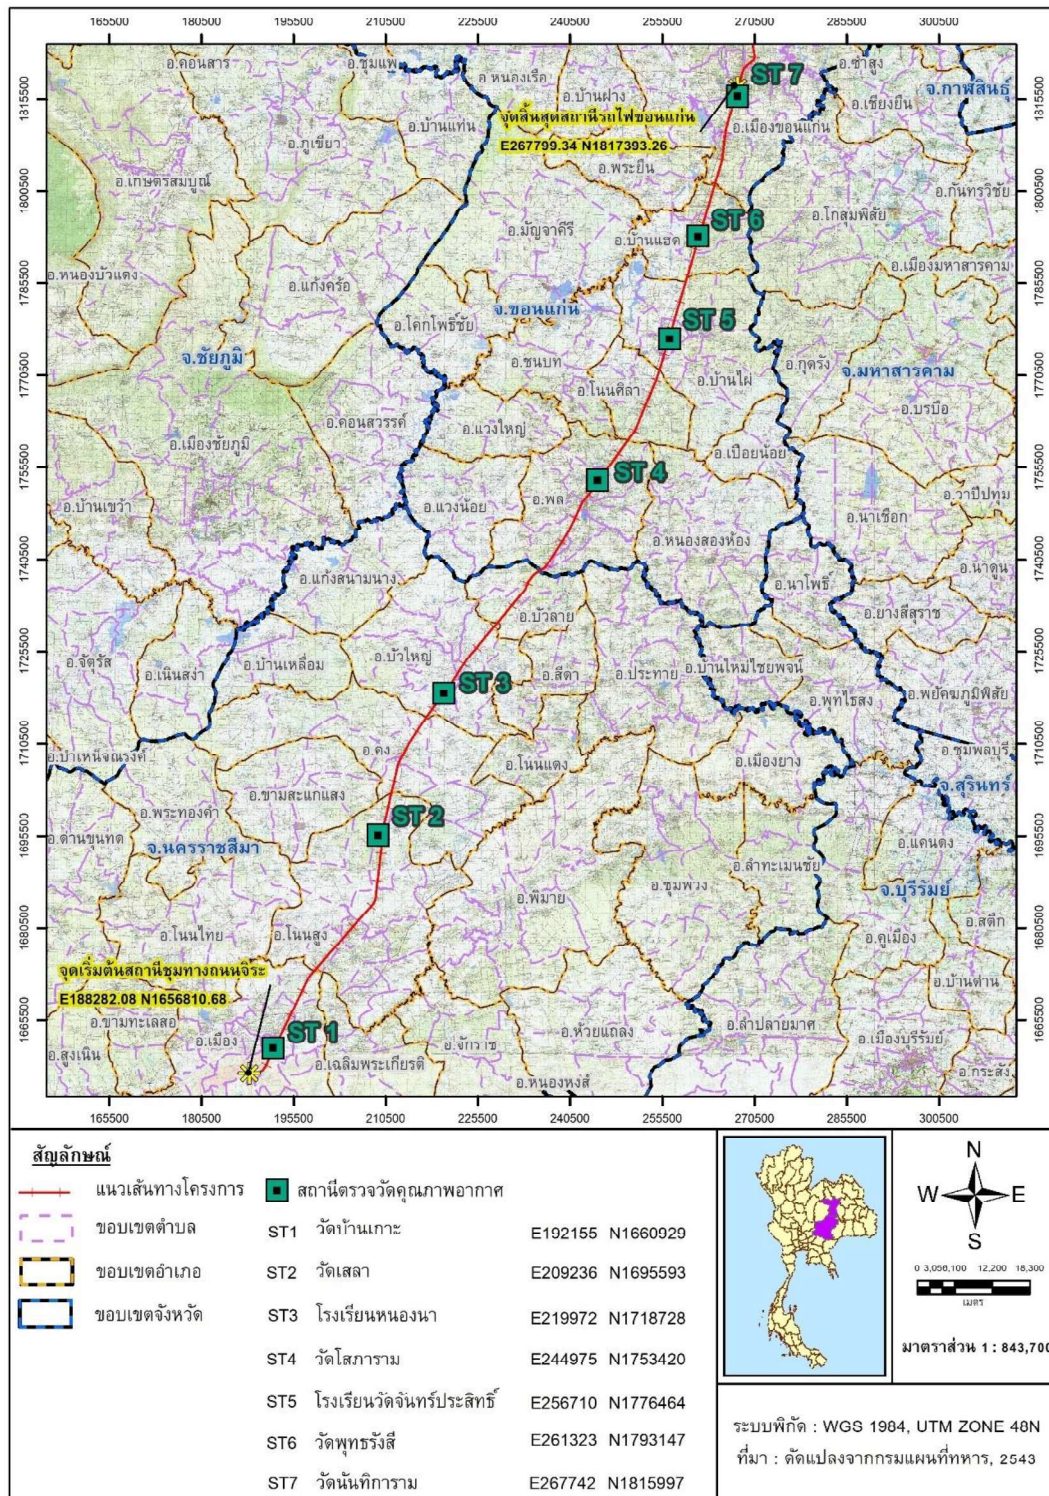 165500 180500 195500 210500 225500 240500 255500 270500 285500 300500
อ.คอนสาร
อ.ชุมแพ
อ.หนองเรือ
อ.บ้านฝาง
ST 7
อ.ซำสูง
จ.กาฬสินธุ์
อ.เชียงยืน
1315500
1315500
จุดสิ้นสุดสถานีรถไฟขอนแก่น
E267799.34 N1817393.26
อ.เมืองขอนแก่น
อ.บ้านแท่น
อ.ภูเขียว
อ.เกษตรสมบูรณ์
อ.พระยืน
อ.กันทรวิชัย
1800500
1800500
อ.โกสุมพิสัย
ST 6
อ.มัญจาคีรี
อ.บ้านแฮด
อ.เมืองมหาสารคาม
อ.หนองบัวแดง
อ.แก้งคร้อ
1785500
1785500
จ.ขอนแก่น
อ.โคกโพธิ์ชัย
ST 5
จ.ชัยภูมิ
อ.ชนบท
อ.กุดรัง
จ.มหาสารคาม
1770500
1770500
อ.โนนศิลา
อ.บ้านไผ่
อ.บรบือ
อ.คอนสวรรค์
อ.แวงใหญ่
อ.เมืองชัยภูมิ
อ.เปือยน้อย
1755500
1755500
ST 4
อ.วาปีปทุม
อ.บ้านเขว้า
อ.แวงน้อย
อ.พล
อ.นาเชือก
อ.หนองสองห้อง
1740500
1740500
อ.นาดูน
อ.แก้งสนามนาง
อ.นาโพธิ์
อ.ยางสีสุราช
อ.บัวลาย
1725500
1725500
อ.จัตุรัส
อ.เนินสง่า
อ.บ้านเหลื่อม
อ.บัวใหญ่
อ.สีดา
อ.ประทาย
อ.บ้านใหม่ไชยพจน์
ST 3
อ.พุทไธสง
อ.พยัคฆภูมิพิสัย
1710500
1710500
อ.บำเหน็จณรงค์
อ.คง
อ.โนนแดง
อ.เมืองยาง
อ.ชุมพลบุรี
จ.สุรินทร์
อ.ขามสะแกแสง
อ.พระทองคำ
ST 2
1695500
1695500
อ.ด่านขุนทด
จ.นครราชสีมา
อ.แคนดง
อ.ลำทะเมนชัย
อ.ชุมพวง
จ.บุรีรัมย์
อ.พิมาย
อ.สตึก
1680500
1680500
อ.โนนไทย
อ.โนนสูง
อ.คูเมือง
จุดเริ่มต้นสถานีชุมทางถนนจิระ
E188282.08 N1656810.68
อ.บ้านด่าน
1665500
1665500
อ.ขามทะเลสอ
อ.เมือง
ST 1
อ.ห้วยแถลง
อ.ลำปลายมาศ
อ.เมืองบุรีรัมย์
อ.สูงเนิน
อ.เฉลิมพระเกียรติ
อ.จักราช
อ.หนองหงส์
อ.กระสัง
165500 180500 195500 210500 225500 240500 255500 270500 285500 300500
สัญลักษณ์
แนวเส้นทางโครงการ
ขอบเขตตำบล
ขอบเขตอำเภอ
ขอบเขตจังหวัด
สถานีตรวจวัดคุณภาพอากาศ
ST1 วัดบ้านเกาะ E192155 N1660929
ST2 วัดเสลา E209236 N1695593
ST3 โรงเรียนหนองนา E219972 N1718728
ST4 วัดโสภาราม E244975 N1753420
ST5 โรงเรียนวัดจันทร์ประสิทธิ์ E256710 N1776464
ST6 วัดพุทธรังสี E261323 N1793147
ST7 วัดนันทิการาม E267742 N1815997
N
W E
S
0 12,200 18,300
เมตร
มาตราส่วน 1 : 843,700
ระบบพิกัด : WGS 1984, UTM ZONE 48N
ที่มา : ดัดแปลงจากกรมแผนที่ทหาร, 2543